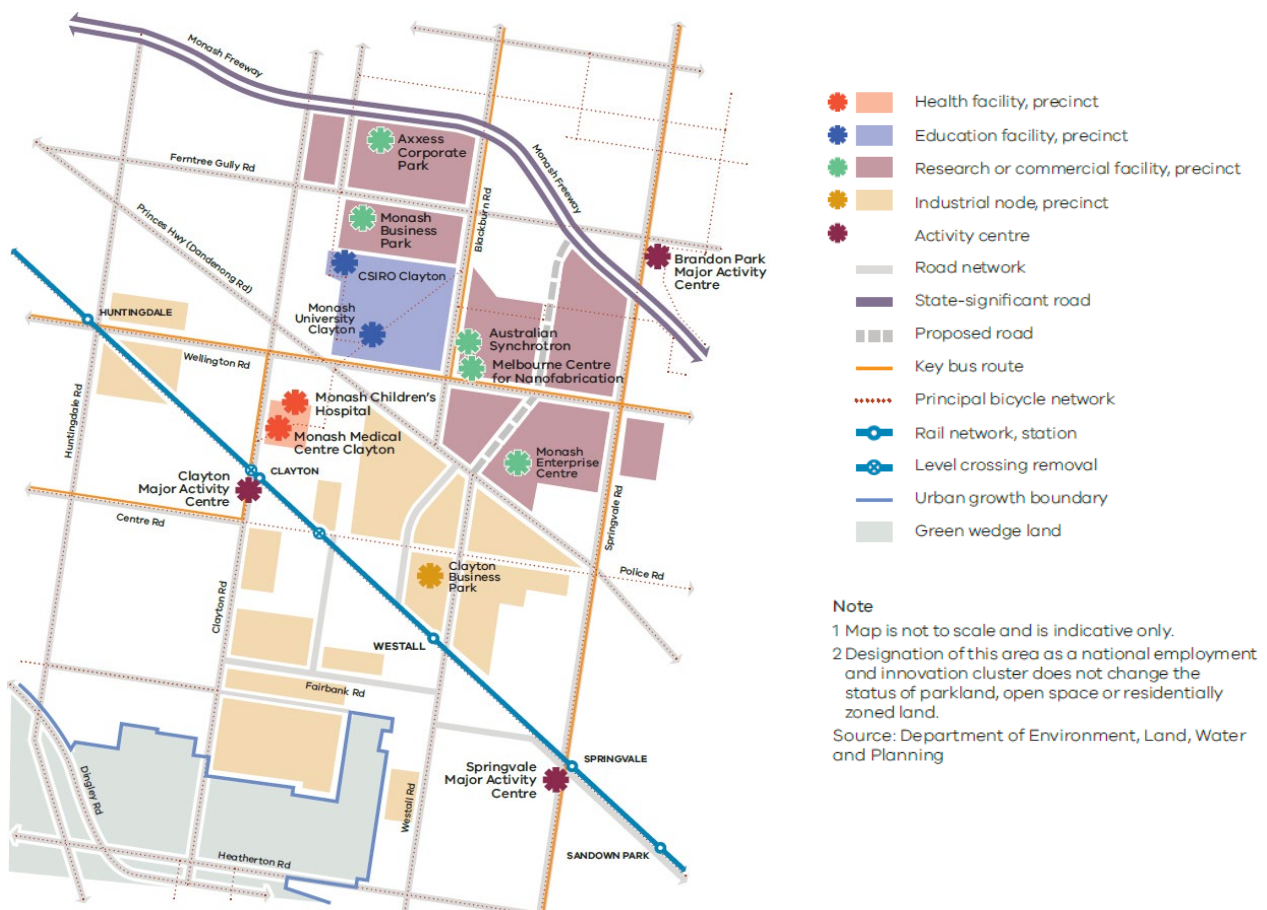 Monash Freeway
Axxess
Corporate
Park
Ferntree Gully Rd
Monash Freeway
Princes Hwy (Dandenong Rd)
Blackburn Rd
Monash
Business
Park
Brandon Park
Major Activity
Centre
CSIRO Clayton
Monash
University
Clayton
HUNTINGDALE
Australian
Synchrotron
Wellington Rd
Melbourne Centre
for Nanofabrication
Huntingdale Rd
Monash Children's
Hospital
Monash Medical
Centre Clayton
Monash
Enterprise
Centre
Clayton
Major Activity
Centre
CLAYTON
Springvale Rd
Centre Rd
Clayton
Business
Park
Police Rd
Clayton Rd
WESTALL
Fairbank Rd
Springvale
Major Activity
Centre
SPRINGVALE
Dingley Rd
Westall Rd
Heatherton Rd
SANDOWN PARK
Health facility, precinct
Education facility, precinct
Research or commercial facility, precinct
Industrial node, precinct
Activity centre
Road network
State-significant road
Proposed road
Key bus route
Principal bicycle network
Rail network, station
Level crossing removal
Urban growth boundary
Green wedge land
Note
1 Map is not to scale and is indicative only.
2 Designation of this area as a national employment
and innovation cluster does not change the
status of parkland, open space or residentially
zoned land.
Source: Department of Environment, Land, Water
and Planning